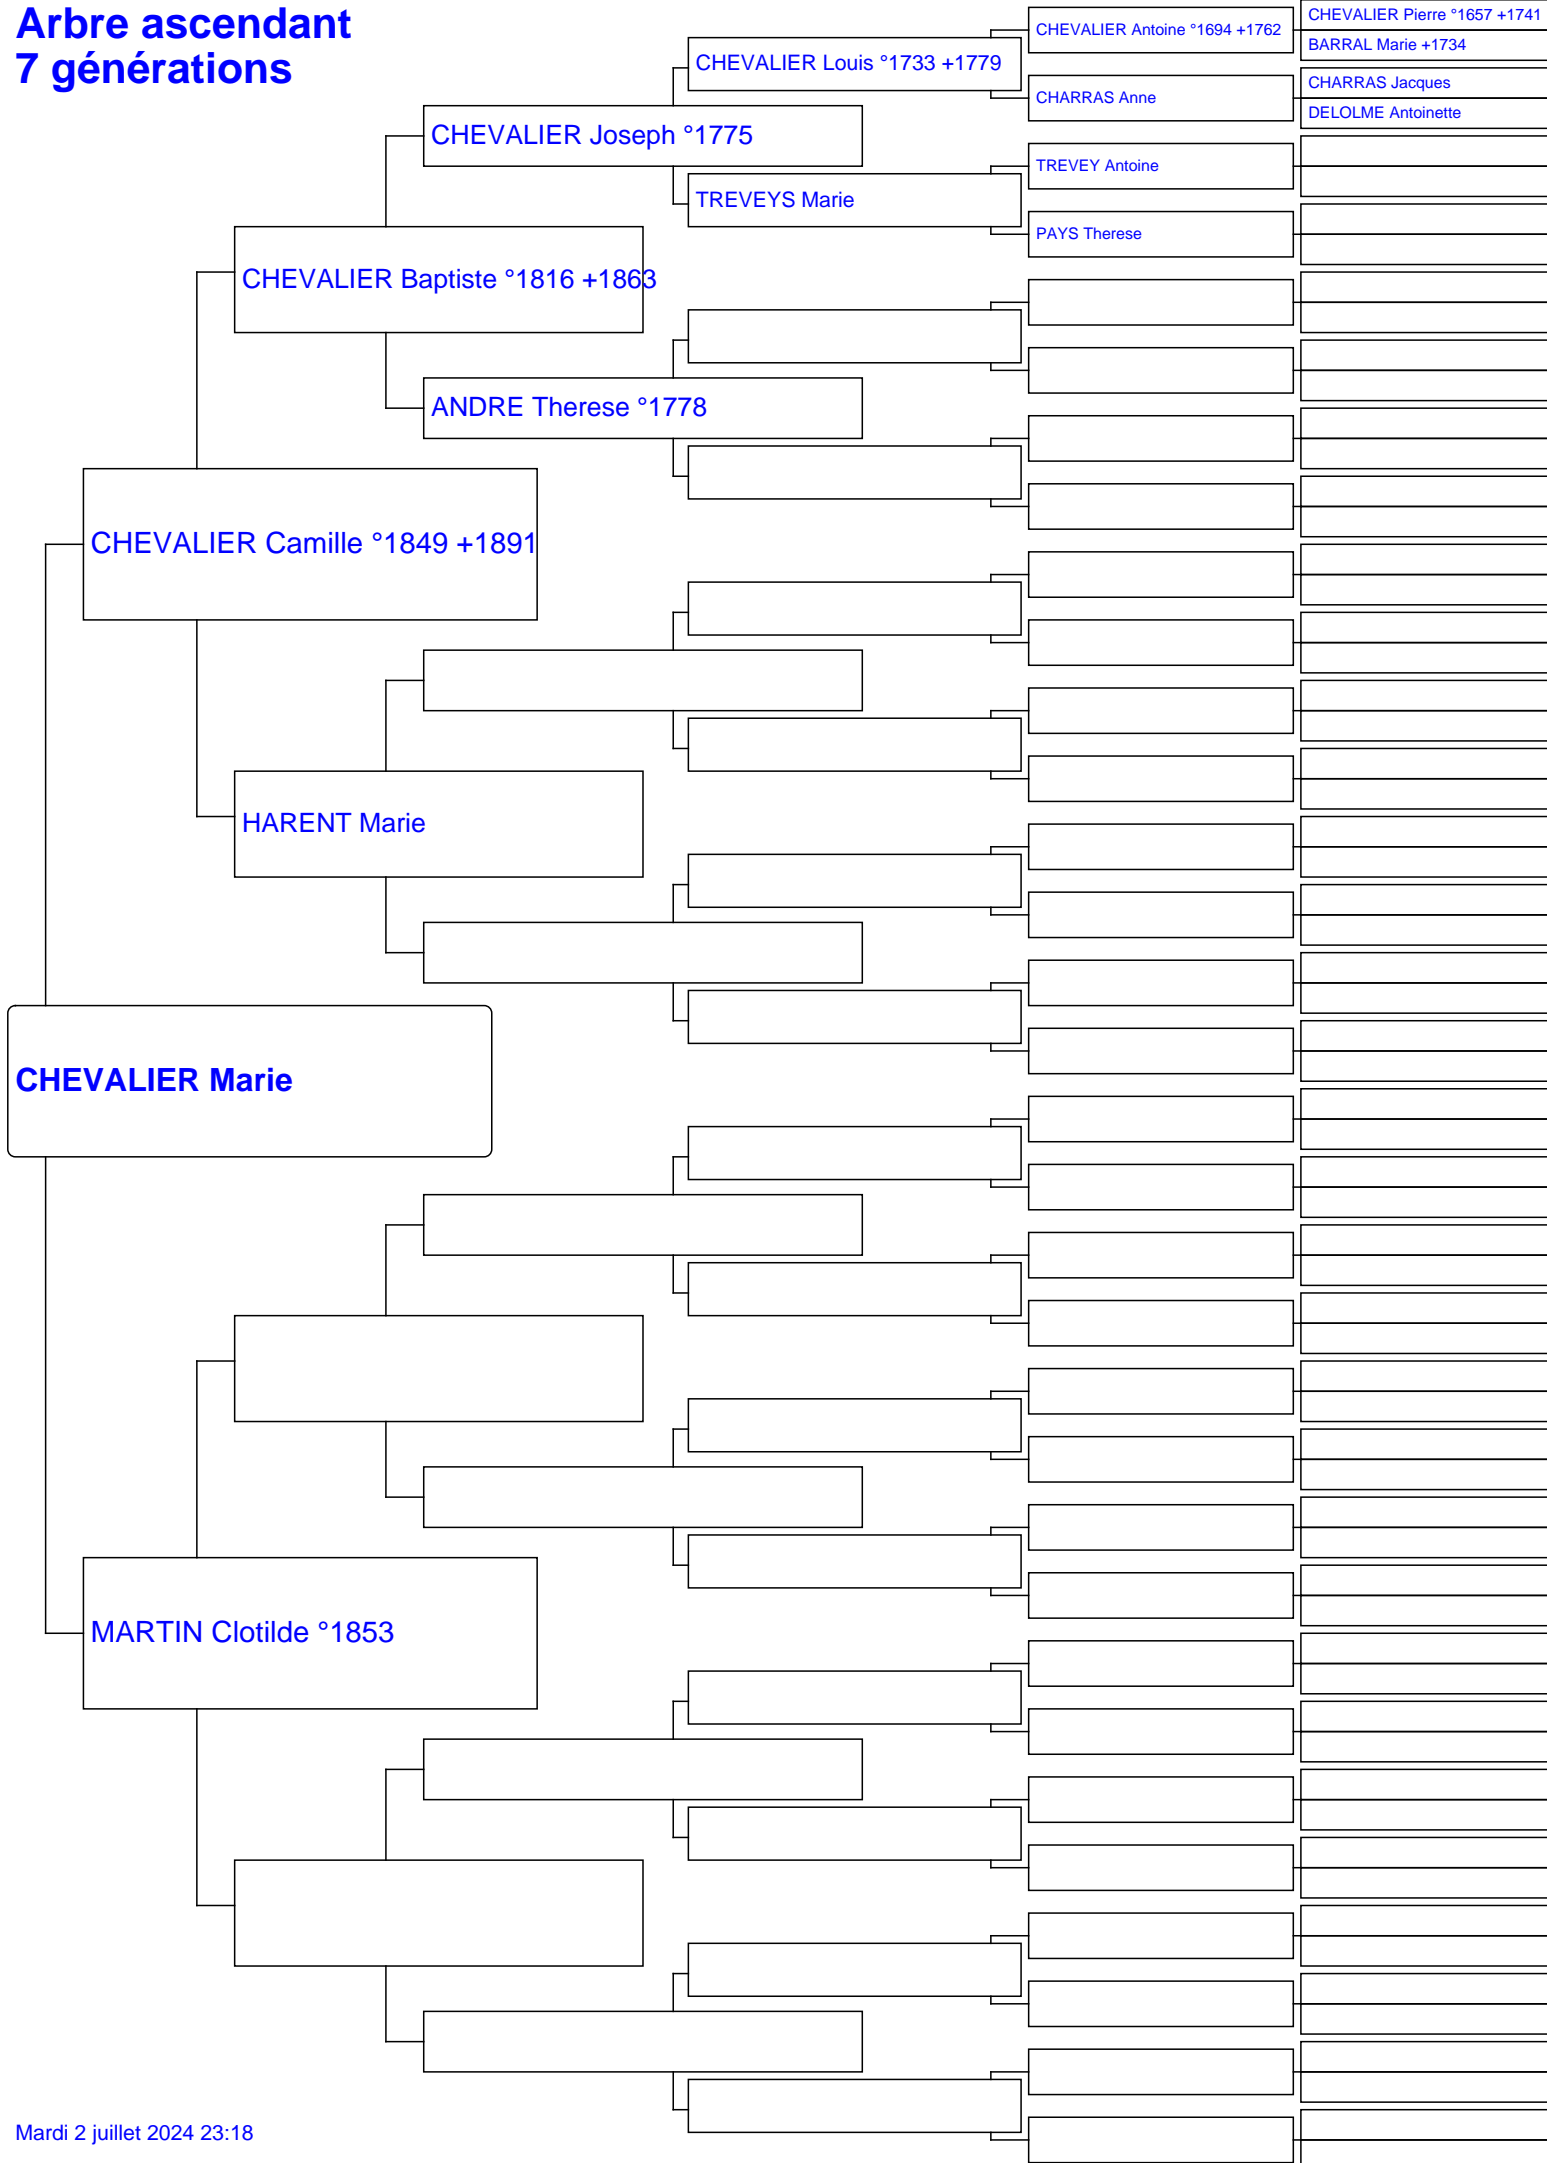 Arbre ascendant
7 générations
CHEVALIER Pierre °1657 +1741
CHEVALIER Antoine °1694 +1762
BARRAL Marie +1734
CHEVALIER Louis °1733 +1779
CHARRAS Jacques
CHARRAS Anne
DELOLME Antoinette
CHEVALIER Joseph °1775
TREVEY Antoine
TREVEYS Marie
PAYS Therese
CHEVALIER Baptiste °1816 +1863
ANDRE Therese °1778
CHEVALIER Camille °1849 +1891
HARENT Marie
CHEVALIER Marie
MARTIN Clotilde °1853
Mardi 2 juillet 2024 23:18